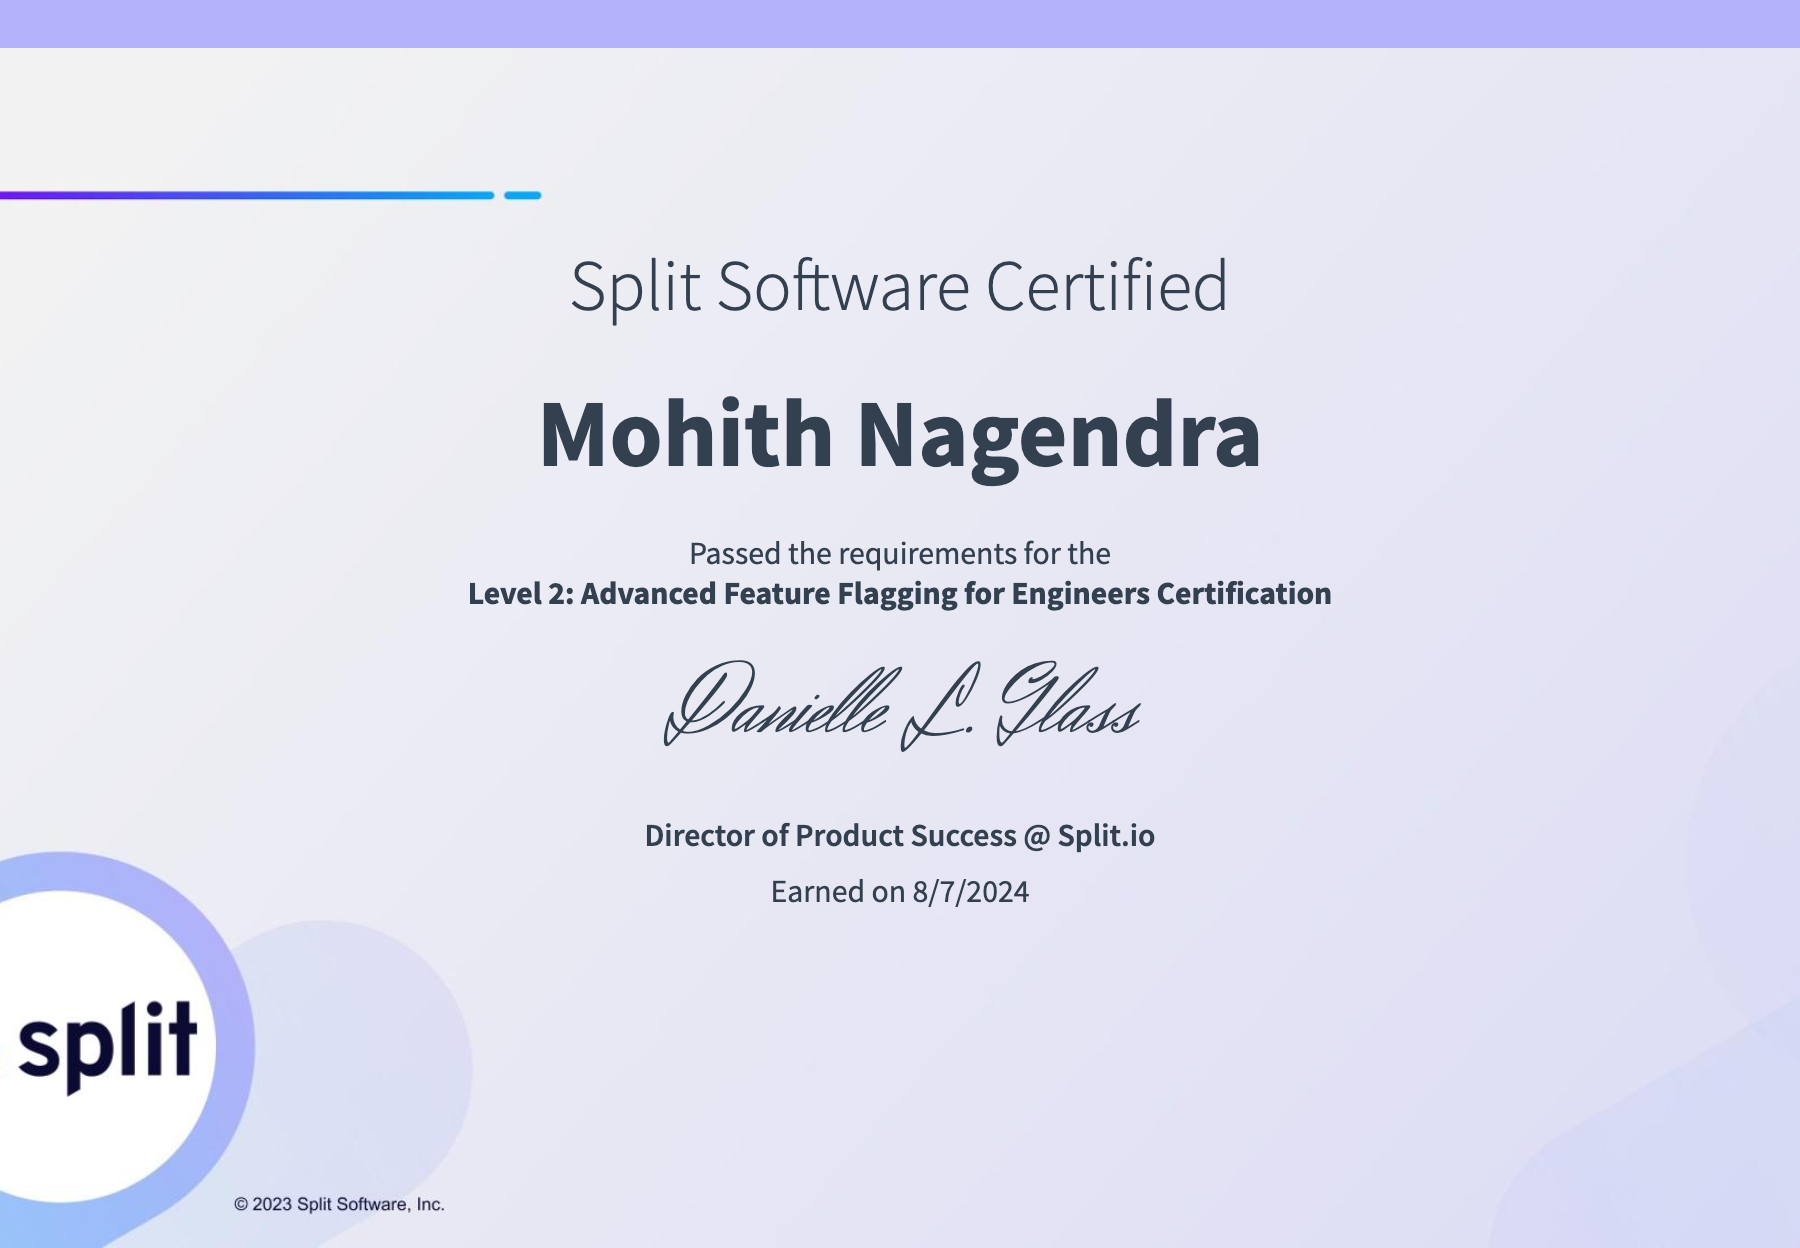 Split Software Certified
Mohith Nagendra
Passed the requirements for the
Level 2: Advanced Feature Flagging for Engineers Certification
Danielle L. Glass
Director of Product Success @ Split.io
Earned on 8/7/2024
split
© 2023 Split Software, Inc.